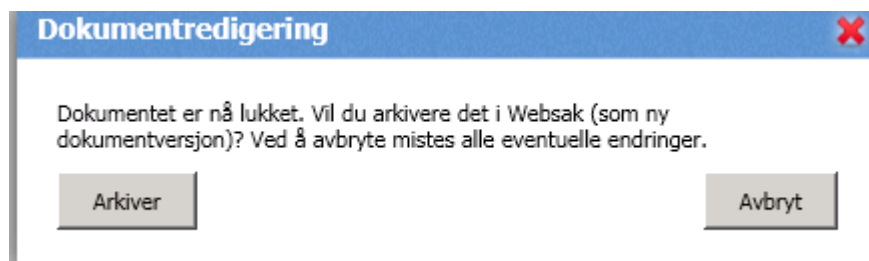 Dokumentredigering
Dokumentet er nå lukket. Vil du arkivere det i Websak (som ny
dokumentversjon)? Ved å avbryte mistes alle eventuelle endringer.
Arkiver
Avbryt